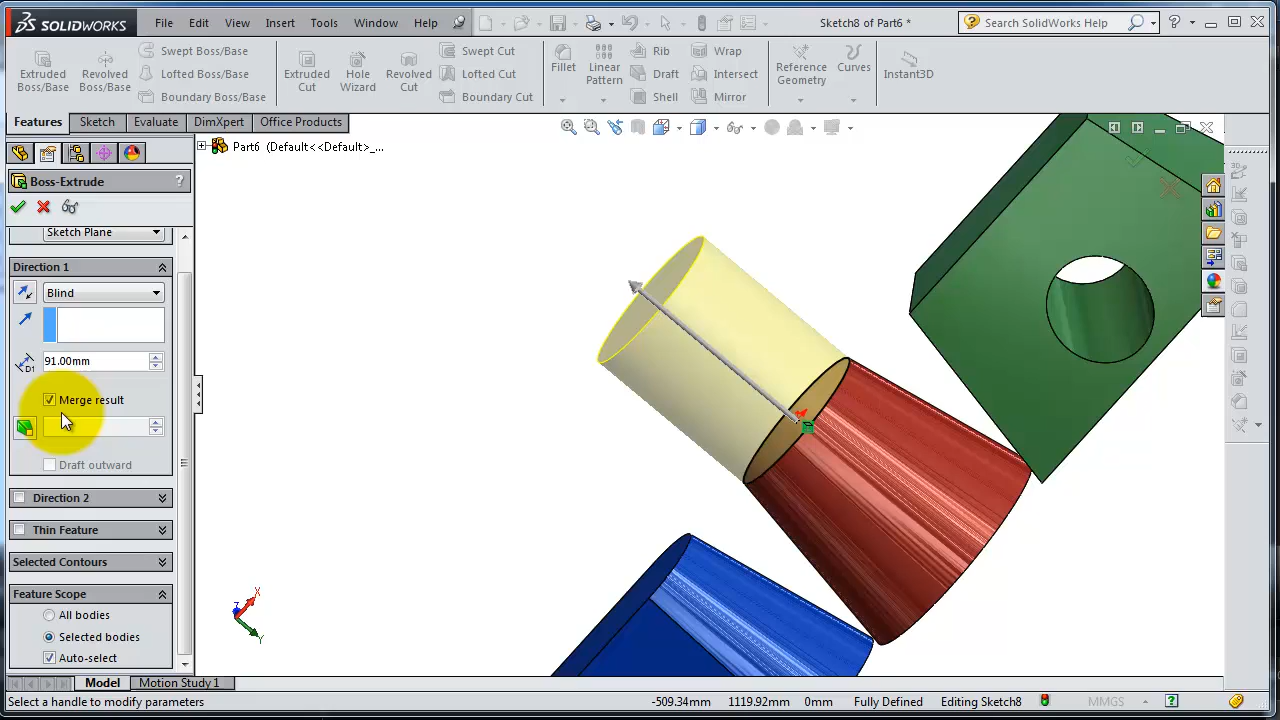 SOLIDWORKS File Edit View Insert Tools Window Help Sketch8 of Part6 * Search SolidWorks Help
Extruded Boss/Base
Revolved Boss/Base
Swept Boss/Base
Lofted Boss/Base
Boundary Boss/Base
Extruded Cut
Hole Wizard
Revolved Cut
Swept Cut
Lofted Cut
Boundary Cut
Fillet
Linear Pattern
Rib
Draft
Shell
Wrap
Intersect
Mirror
Reference Geometry
Curves
Instant3D
Features Sketch Evaluate DimXpert Office Products
Part6 (Default<<Default>_...
Boss-Extrude ?
Sketch Plane
Direction 1
Blind
D1 91.00mm
Merge result
Draft outward
Direction 2
Thin Feature
Selected Contours
Feature Scope
All bodies
Selected bodies
Auto-select
Z X
Y
Model Motion Study 1
Select a handle to modify parameters -509.34mm 1119.92mm 0mm Fully Defined Editing Sketch8 MMGS ?